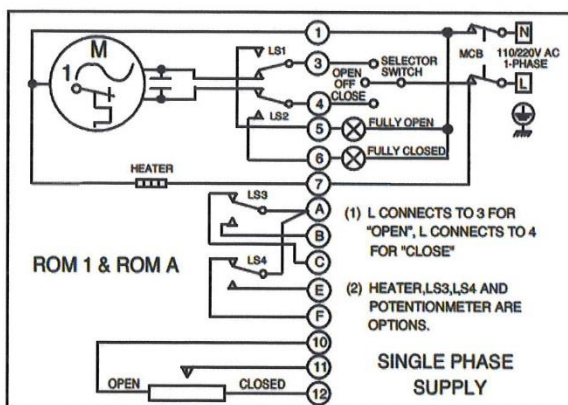 M
1
LS1
LS2
1
3
4
5
6
7
OPEN
OFF
CLOSE
SELECTOR
SWITCH
MCB
N
110/220V AC
1-PHASE
L
FULLY OPEN
FULLY CLOSED
HEATER
LS3
LS4
A
B
C
E
F
10
11
12
ROM 1 & ROM A
(1) L CONNECTS TO 3 FOR
"OPEN", L CONNECTS TO 4
FOR "CLOSE"
(2) HEATER,LS3,LS4 AND
POTENTIONMETER ARE
OPTIONS.
OPEN
CLOSED
SINGLE PHASE
SUPPLY